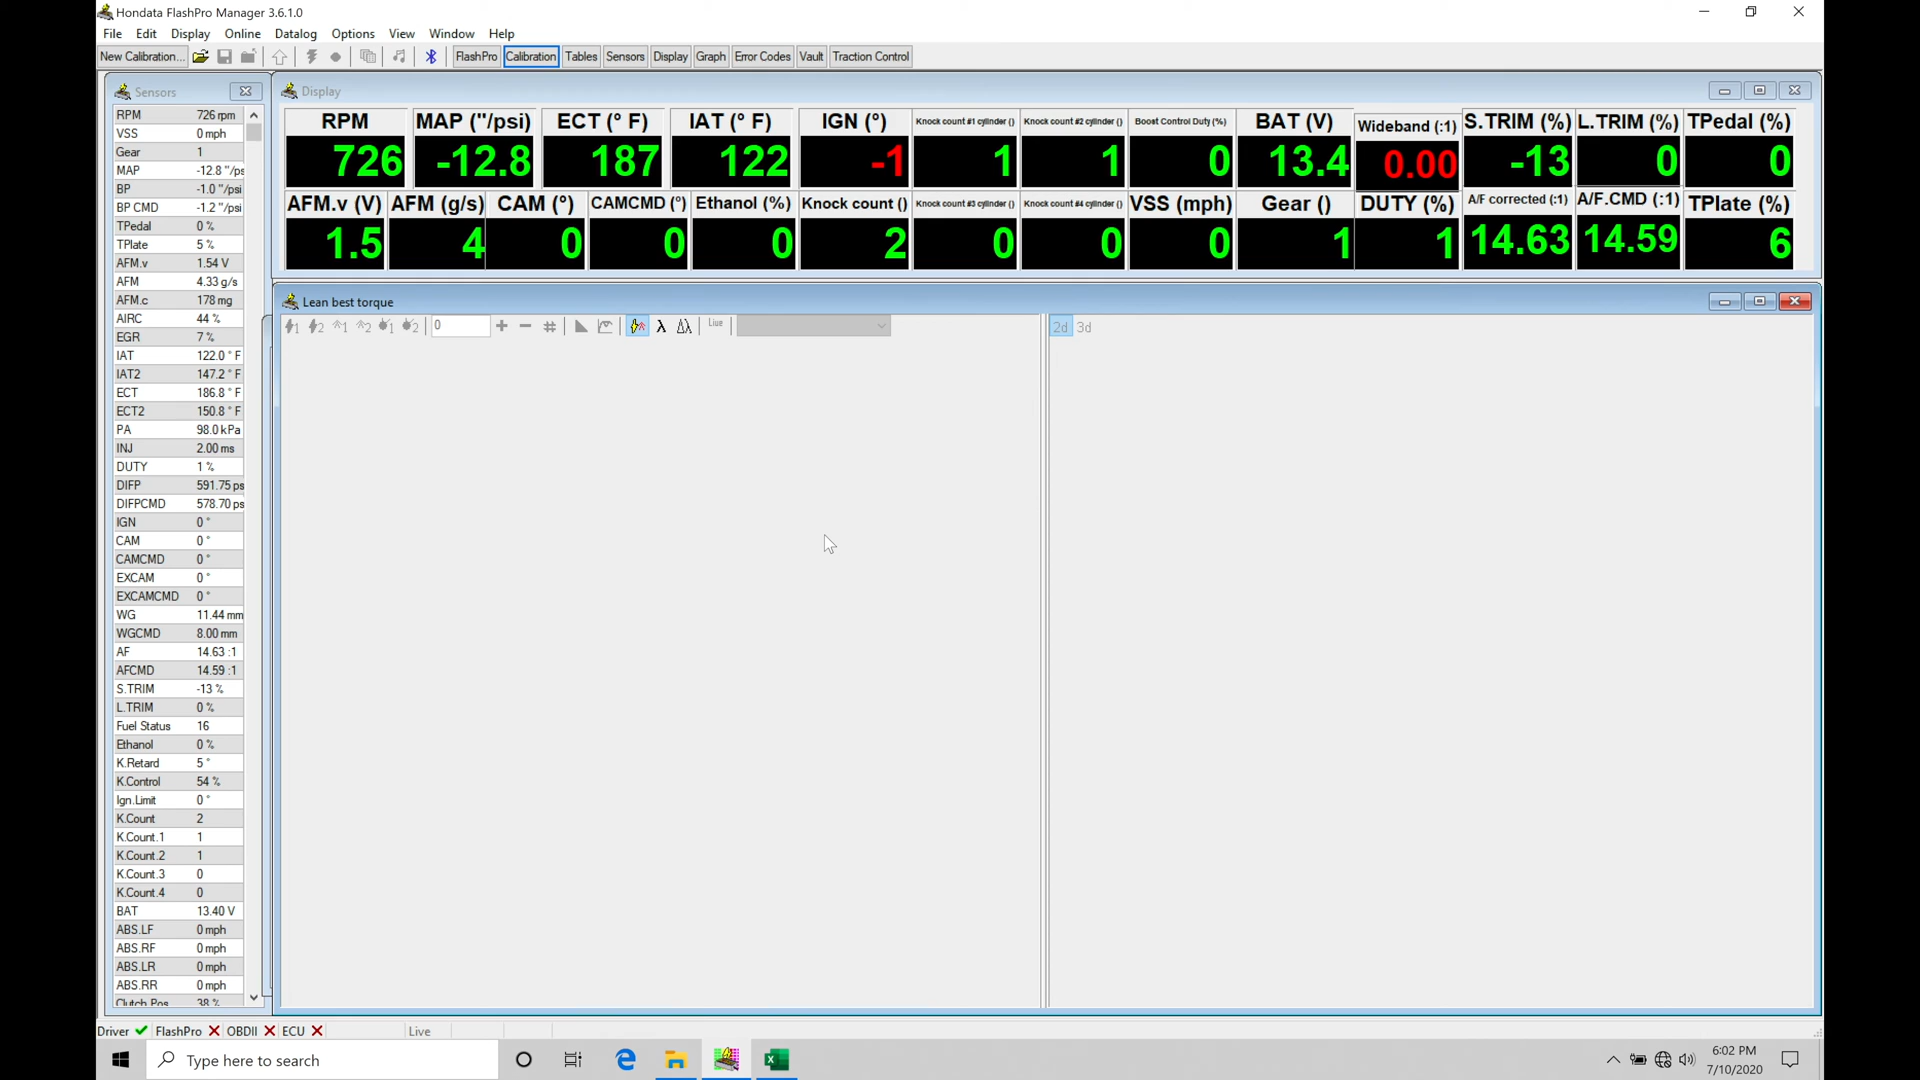 Hondata FlashPro Manager 3.6.1.0
File Edit Display Online Datalog Options View Window Help
New Calibration... FlashPro Calibration Tables Sensors Display Graph Error Codes Vault Traction Control
Sensors
RPM 726 rpm
VSS 0 mph
Gear 1
MAP -12.8 "/ps
BP -1.0 "/psi
BP CMD -1.2 "/psi
TPedal 0 %
TPlate 5 %
AFM.v 1.54 V
AFM 4.33 g/s
AFM.c 178 mg
AIRC 44 %
EGR 7 %
IAT 122.0 ° F
IAT2 147.2 ° F
ECT 186.8 ° F
ECT2 150.8 ° F
PA 98.0 kPa
INJ 2.00 ms
DUTY 1 %
DIFP 591.75 ps
DIFPCMD 578.70 ps
IGN 0 °
CAM 0 °
CAMCMD 0 °
EXCAM 0 °
EXCAMCMD 0 °
WG 11.44 mm
WGCMD 8.00 mm
AF 14.63 :1
AFCMD 14.59 :1
S.TRIM -13 %
L.TRIM 0 %
Fuel Status 16
Ethanol 0 %
K.Retard 5 °
K.Control 54 %
Ign.Limit 0 °
K.Count 2
K.Count.1 1
K.Count.2 1
K.Count.3 0
K.Count.4 0
BAT 13.40 V
ABS.LF 0 mph
ABS.RF 0 mph
ABS.LR 0 mph
ABS.RR 0 mph
Clutch Pos 38 %
Display
RPM MAP ("/psi) ECT (° F) IAT (° F) IGN (°) Knock count #1 cylinder () Knock count #2 cylinder () Boost Control Duty (%) BAT (V) Wideband (:1) S.TRIM (%) L.TRIM (%) TPedal (%)
726 -12.8 187 122 -1 1 1 0 13.4 0.00 -13 0 0
AFM.v (V) AFM (g/s) CAM (°) CAMCMD (°) Ethanol (%) Knock count () Knock count #3 cylinder () Knock count #4 cylinder () VSS (mph) Gear () DUTY (%) A/F corrected (:1) A/F.CMD (:1) TPlate (%)
1.5 4 0 0 0 2 0 0 0 1 1 14.63 14.59 6
Lean best torque
1 2 1 2 1 2 0 λ Δλ Live 2d 3d
Driver FlashPro OBDII ECU Live
Type here to search
6:02 PM
7/10/2020